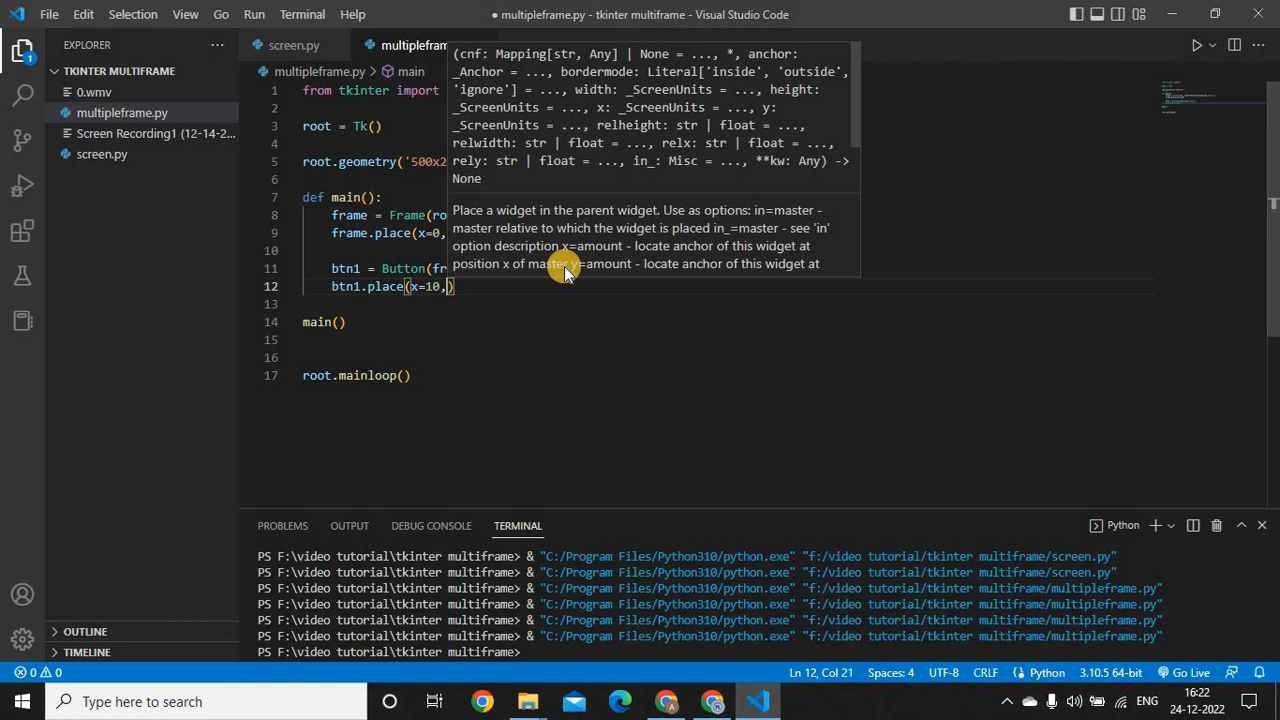 File Edit Selection View Go Run Terminal Help
● multipleframe.py - tkinter multiframe - Visual Studio Code
EXPLORER
1
TKINTER MULTIFRAME
0.wmv
multipleframe.py
Screen Recording1 (12-14-2...
screen.py
OUTLINE
TIMELINE
screen.py
multiplefram
multipleframe.py > main
1 from tkinter import
2
3 root = Tk()
4
5 root.geometry('500x2
6
7 def main():
8 frame = Frame(ro
9 frame.place(x=0,
10
11 btn1 = Button(fr
12 btn1.place(x=10,)
13
14 main()
15
16
17 root.mainloop()
(cnf: Mapping[str, Any] | None = ..., *, anchor:
_Anchor = ..., bordermode: Literal['inside', 'outside',
'ignore'] = ..., width: _ScreenUnits = ..., height:
_ScreenUnits = ..., x: _ScreenUnits = ..., y:
_ScreenUnits = ..., relheight: str | float = ...,
relwidth: str | float = ..., relx: str | float = ...,
rely: str | float = ..., in_: Misc = ..., **kw: Any) ->
None
Place a widget in the parent widget. Use as options: in=master -
master relative to which the widget is placed in_=master - see 'in'
option description x=amount - locate anchor of this widget at
position x of master y=amount - locate anchor of this widget at
PROBLEMS OUTPUT DEBUG CONSOLE TERMINAL
Python
PS F:\video tutorial\tkinter multiframe> & "C:/Program Files/Python310/python.exe" "f:/video tutorial/tkinter multiframe/screen.py"
PS F:\video tutorial\tkinter multiframe> & "C:/Program Files/Python310/python.exe" "f:/video tutorial/tkinter multiframe/screen.py"
PS F:\video tutorial\tkinter multiframe> & "C:/Program Files/Python310/python.exe" "f:/video tutorial/tkinter multiframe/multipleframe.py"
PS F:\video tutorial\tkinter multiframe> & "C:/Program Files/Python310/python.exe" "f:/video tutorial/tkinter multiframe/multipleframe.py"
PS F:\video tutorial\tkinter multiframe> & "C:/Program Files/Python310/python.exe" "f:/video tutorial/tkinter multiframe/multipleframe.py"
PS F:\video tutorial\tkinter multiframe> & "C:/Program Files/Python310/python.exe" "f:/video tutorial/tkinter multiframe/multipleframe.py"
PS F:\video tutorial\tkinter multiframe>
0 0
Ln 12, Col 21 Spaces: 4 UTF-8 CRLF Python 3.10.5 64-bit Go Live
Type here to search
ENG
16:22
24-12-2022